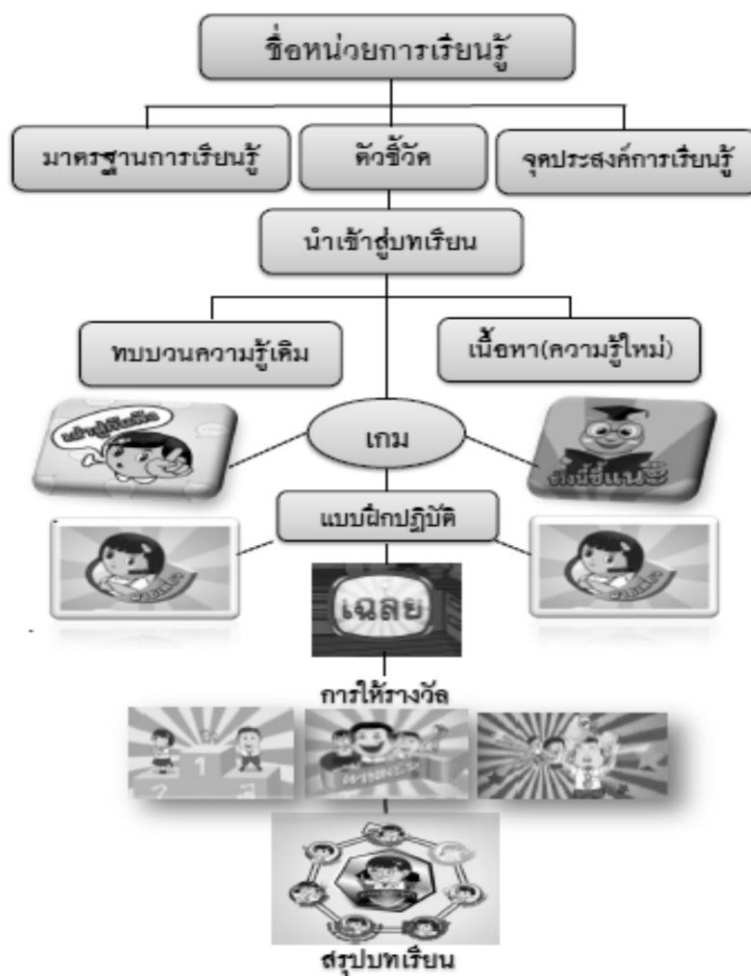 ชื่อหน่วยการเรียนรู้
มาตรฐานการเรียนรู้
ตัวชี้วัด
จุดประสงค์การเรียนรู้
นำเข้าสู่บทเรียน
ทบบวนความรู้เดิม
เนื้อหา(ความรู้ใหม่)
เกม
แบบฝึกปฏิบัติ
เฉลย
การให้รางวัล
1
2
WINNER
สรุปบทเรียน